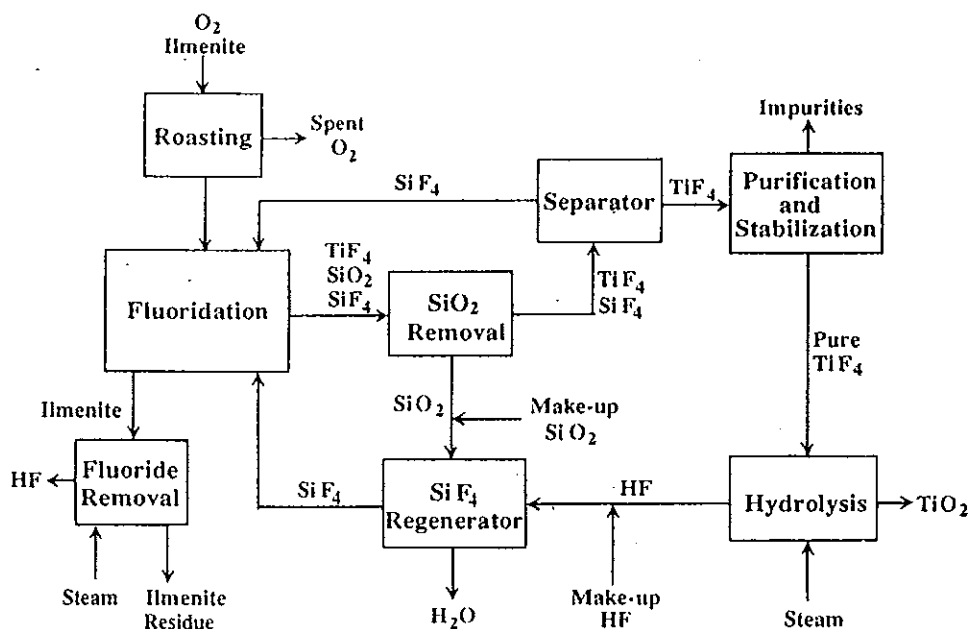 O2
Ilmenite
Roasting
Spent
O2
SiF4
Separator
TiF4
Impurities
Purification
and
Stabilization
Fluoridation
TiF4
SiO2
SiF4
SiO2
Removal
TiF4
SiF4
Pure
TiF4
Ilmenite
SiO2
Make-up
SiO2
HF
Fluoride
Removal
SiF4
SiF4
Regenerator
HF
Hydrolysis
TiO2
Steam
Ilmenite
Residue
H2O
Make-up
HF
Steam